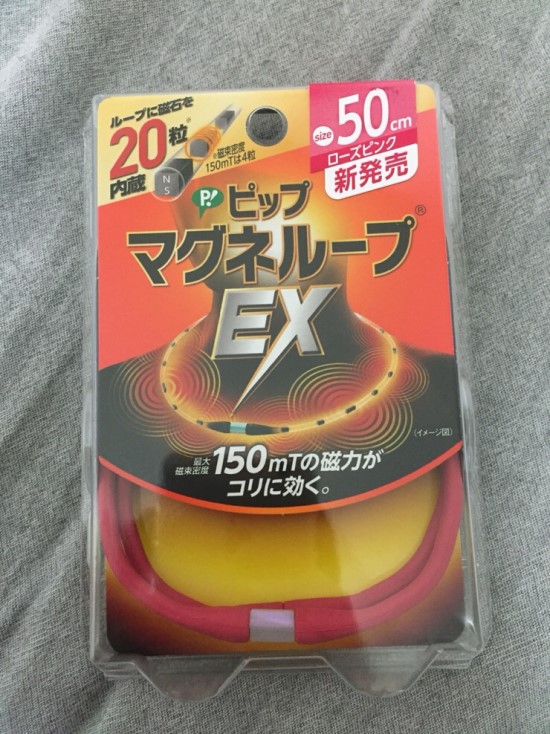 ループに磁石を
20粒※
内蔵
※磁束密度
150mTは4粒
N
S
size 50cm
ローズピンク
新発売
P! ピップ
マグネループ®
EX
(イメージ図)
最大
磁束密度 150mTの磁力が
コリに効く。